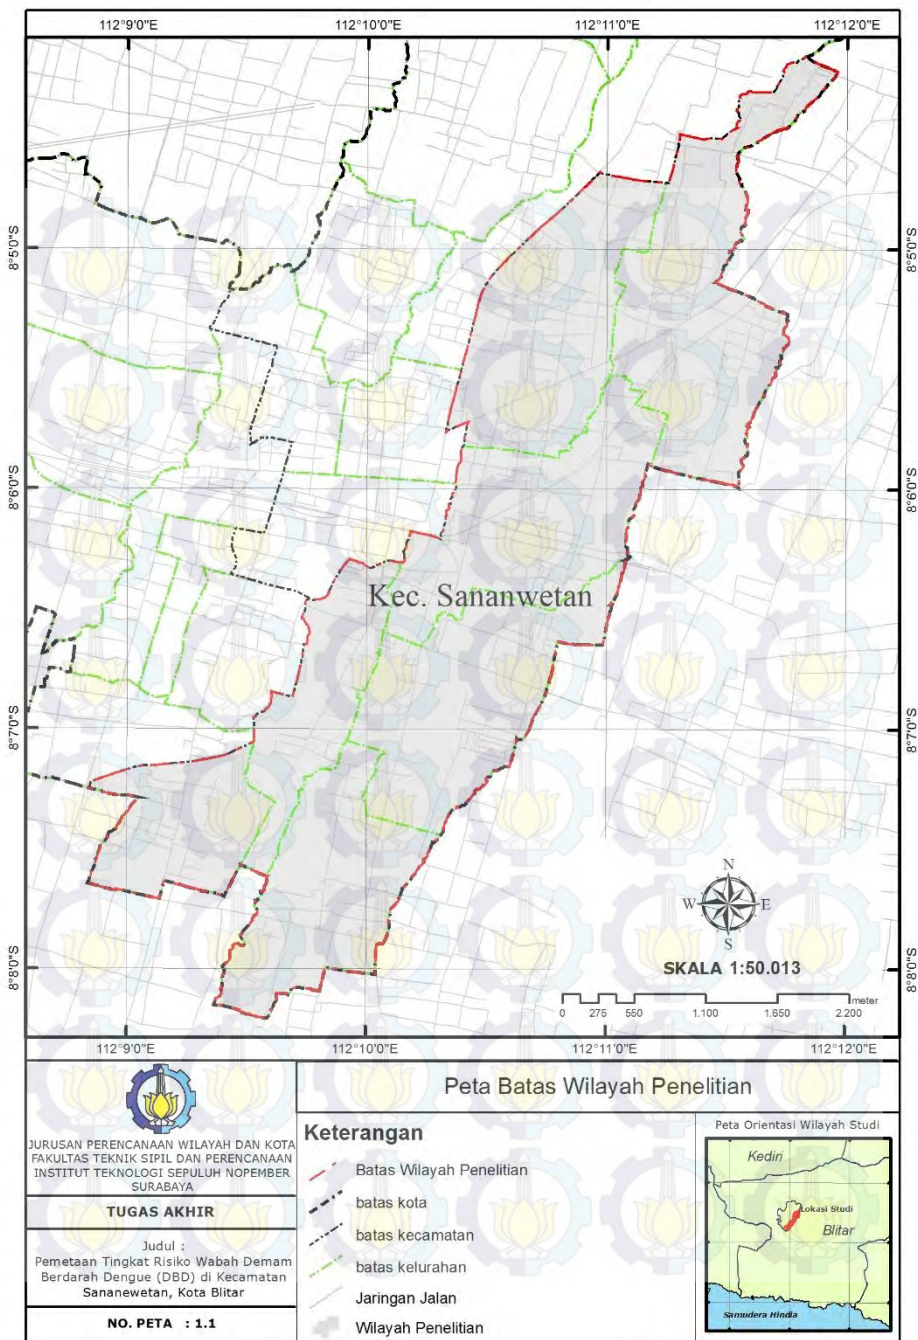 112°9'0"E
112°10'0"E
112°11'0"E
112°12'0"E
8°5'0"S
8°5'0"S
8°6'0"S
8°6'0"S
Kec. Sananwetan
8°7'0"S
8°7'0"S
8°8'0"S
8°8'0"S
N
W
E
S
SKALA 1:50.013
meter
0 275 550 1.100 1.650 2.200
112°9'0"E
112°10'0"E
112°11'0"E
112°12'0"E
JURUSAN PERENCANAAN WILAYAH DAN KOTA
FAKULTAS TEKNIK SIPIL DAN PERENCANAAN
INSTITUT TEKNOLOGI SEPULUH NOPEMBER
SURABAYA
TUGAS AKHIR
Judul :
Pemetaan Tingkat Risiko Wabah Demam
Berdarah Dengue (DBD) di Kecamatan
Sananewetan, Kota Blitar
NO. PETA : 1.1
Peta Batas Wilayah Penelitian
Keterangan
Batas Wilayah Penelitian
batas kota
batas kecamatan
batas kelurahan
Jaringan Jalan
Wilayah Penelitian
Peta Orientasi Wilayah Studi
Kediri
Lokasi Studi
Blitar
Samudera Hindia